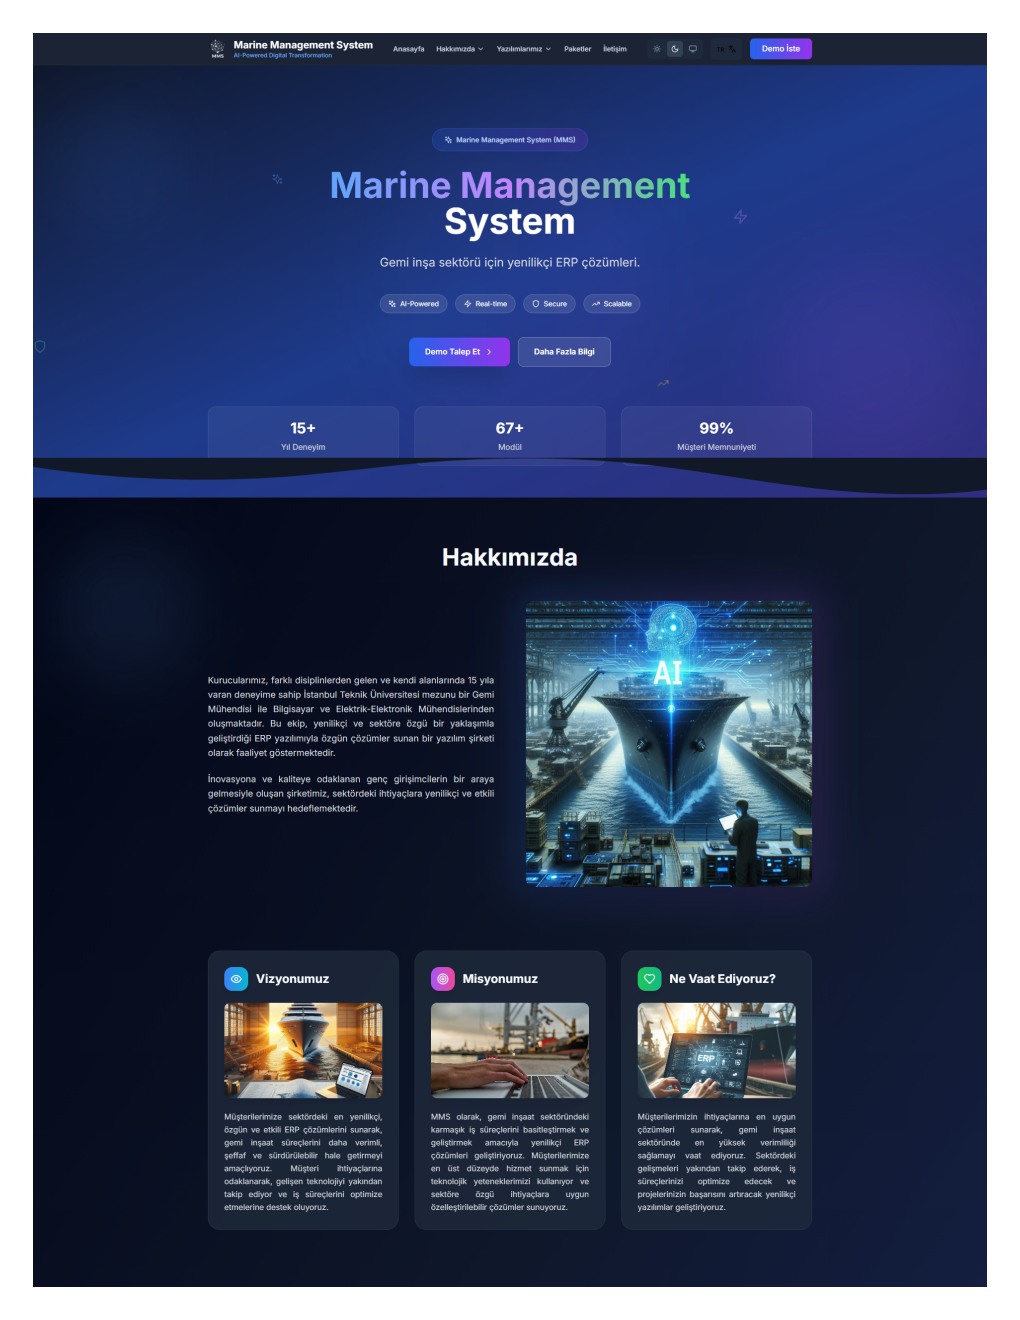 Marine Management System
AI-Powered Digital Transformation
MMS
Anasayfa
Hakkımızda
Yazılımlarımız
Paketler
İletişim
TR
Demo İste
Marine Management System (MMS)
Marine Management
System
Gemi inşa sektörü için yenilikçi ERP çözümleri.
AI-Powered
Real-time
Secure
Scalable
Demo Talep Et
Daha Fazla Bilgi
15+
Yıl Deneyim
67+
Modül
99%
Müşteri Memnuniyeti
Hakkımızda
Kurucularımız, farklı disiplinlerden gelen ve kendi alanlarında 15 yıla
varan deneyime sahip İstanbul Teknik Üniversitesi mezunu bir Gemi
Mühendisi ile Bilgisayar ve Elektrik-Elektronik Mühendislerinden
oluşmaktadır. Bu ekip, yenilikçi ve sektöre özgü bir yaklaşımla
geliştirdiği ERP yazılımıyla özgün çözümler sunan bir yazılım şirketi
olarak faaliyet göstermektedir.
İnovasyona ve kaliteye odaklanan genç girişimcilerin bir araya
gelmesiyle oluşan şirketimiz, sektördeki ihtiyaçlara yenilikçi ve etkili
çözümler sunmayı hedeflemektedir.
AI
Vizyonumuz
Müşterilerimize sektördeki en yenilikçi,
özgün ve etkili ERP çözümlerini sunarak,
gemi inşaat süreçlerini daha verimli,
şeffaf ve sürdürülebilir hale getirmeyi
amaçlıyoruz. Müşteri ihtiyaçlarına
odaklanarak, gelişen teknolojiyi yakından
takip ediyor ve iş süreçlerini optimize
etmelerine destek oluyoruz.
Misyonumuz
MMS olarak, gemi inşaat sektöründeki
karmaşık iş süreçlerini basitleştirmek ve
geliştirmek amacıyla yenilikçi ERP
çözümleri geliştiriyoruz. Müşterilerimize
en üst düzeyde hizmet sunmak için
teknolojik yeteneklerimizi kullanıyor ve
sektöre özgü ihtiyaçlara uygun
özelleştirilebilir çözümler sunuyoruz.
Ne Vaat Ediyoruz?
ERP
Müşterilerimizin ihtiyaçlarına en uygun
çözümleri sunarak, gemi inşaat
sektöründe en yüksek verimliliği
sağlamayı vaat ediyoruz. Sektördeki
gelişmeleri yakından takip ederek, iş
süreçlerinizi optimize edecek ve
projelerinizin başarısını artıracak yenilikçi
yazılımlar geliştiriyoruz.